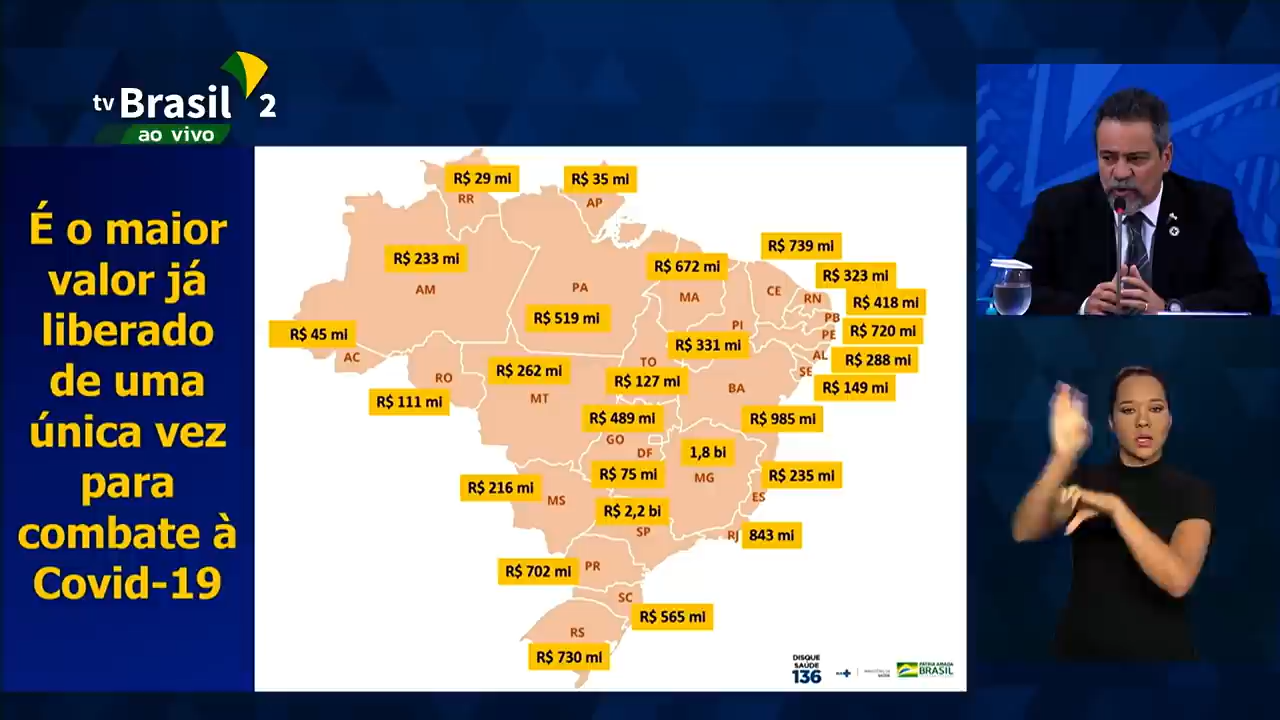 tv Brasil 2
ao vivo
É o maior
valor já
liberado
de uma
única vez
para
combate à
Covid-19
R$ 29 mi
RR
R$ 35 mi
AP
R$ 233 mi
AM
PA
R$ 519 mi
R$ 672 mi
MA
R$ 739 mi
CE
R$ 323 mi
RN
R$ 418 mi
PB
R$ 720 mi
PE
PI
R$ 331 mi
R$ 288 mi
AL
R$ 149 mi
SE
R$ 45 mi
AC
R$ 111 mi
RO
R$ 262 mi
MT
TO
R$ 127 mi
BA
R$ 985 mi
R$ 489 mi
GO
DF
R$ 75 mi
1,8 bi
MG
R$ 235 mi
ES
R$ 216 mi
MS
R$ 2,2 bi
SP
RJ
843 mi
R$ 702 mi
PR
SC
R$ 565 mi
RS
R$ 730 mi
DISQUE
SAÚDE
136
SUS
MINISTÉRIO DA
SAÚDE
PÁTRIA AMADA
BRASIL